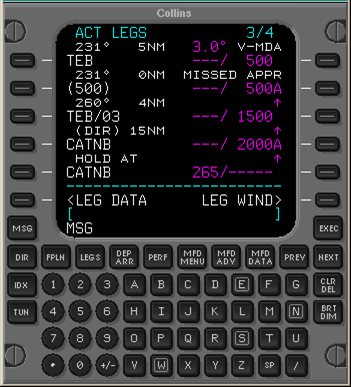 Collins
ACT LEGS 3/4
231° 5NM 3.0° V-MDA
TEB ---/ 500
231° 0NM MISSED APPR
(500) ---/ 500A
260° 4NM ↑
TEB/03 ---/ 1500
(DIR) 15NM ↑
CATNB ---/ 2000A
HOLD AT ↑
CATNB 265/-----
------------------------
<LEG DATA LEG WIND>
[ ]
MSG
MSG EXEC
DIR FPLN LEGS DEP ARR PERF MFD MENU MFD ADV MFD DATA PREV NEXT
IDX 1 2 3 A B C D E F G CLR DEL
TUN 4 5 6 H I J K L M N BRT DIM
7 8 9 O P Q R S T U
• 0 +/- V W X Y Z SP /